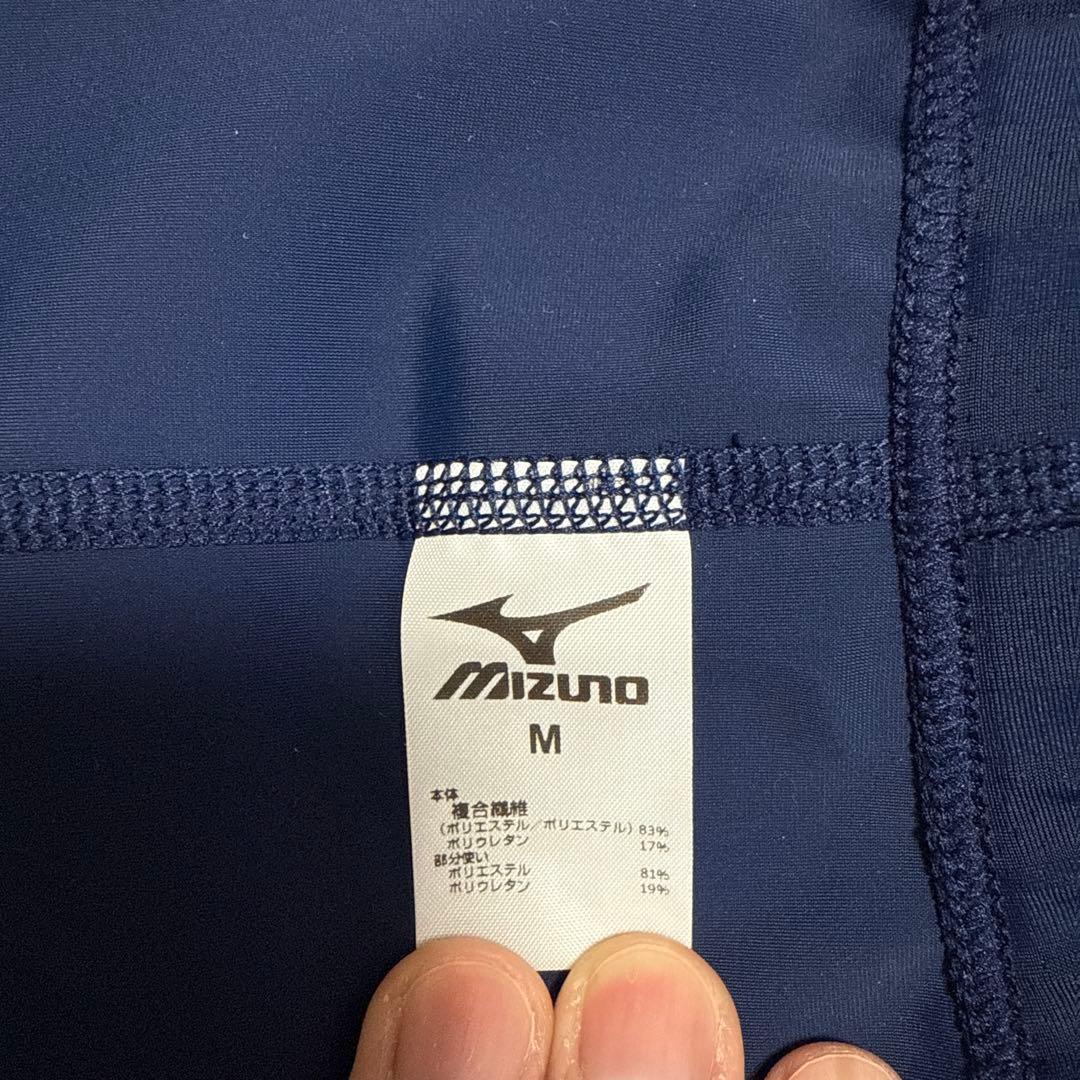 MIZUNO
M
本体
複合繊維
(ポリエステル/ポリエステル) 83%
ポリウレタン 17%
部分使い
ポリエステル 81%
ポリウレタン 19%